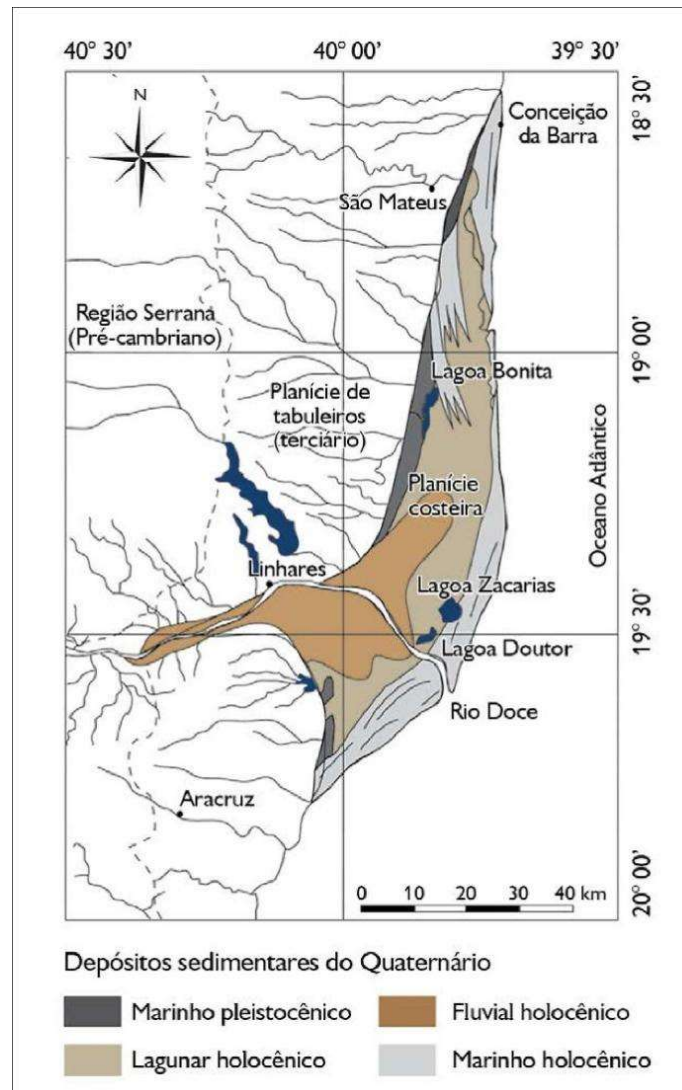 40° 30’
40° 00’
39° 30’
N
18° 30’
Conceição
da Barra
São Mateus
Região Serrana
(Pré-cambriano)
19° 00’
Lagoa Bonita
Planície de
tabuleiros
(terciário)
Oceano Atlântico
Planície
costeira
Linhares
Lagoa Zacarias
19° 30’
Lagoa Doutor
Rio Doce
Aracruz
0 10 20 30 40 km
20° 00’
Depósitos sedimentares do Quaternário
Marinho pleistocênico
Fluvial holocênico
Lagunar holocênico
Marinho holocênico